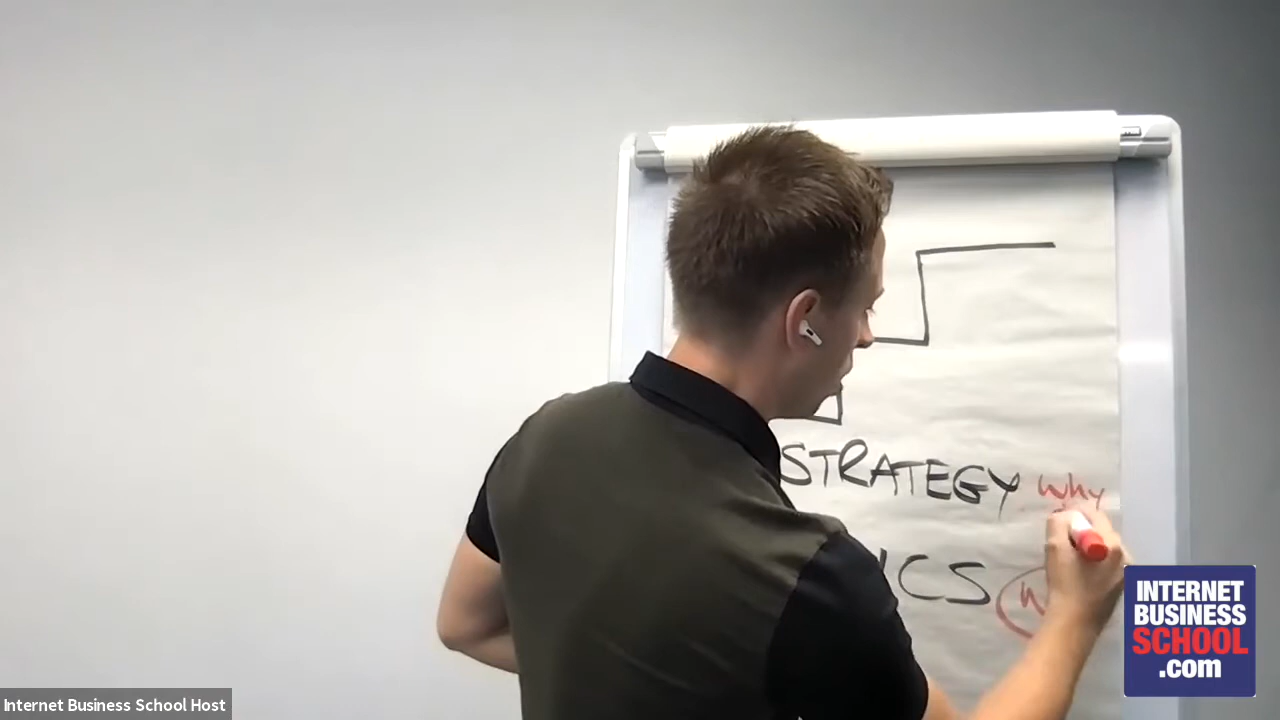 STRATEGY why
ICS
INTERNET
BUSINESS
SCHOOL
.com
Internet Business School Host